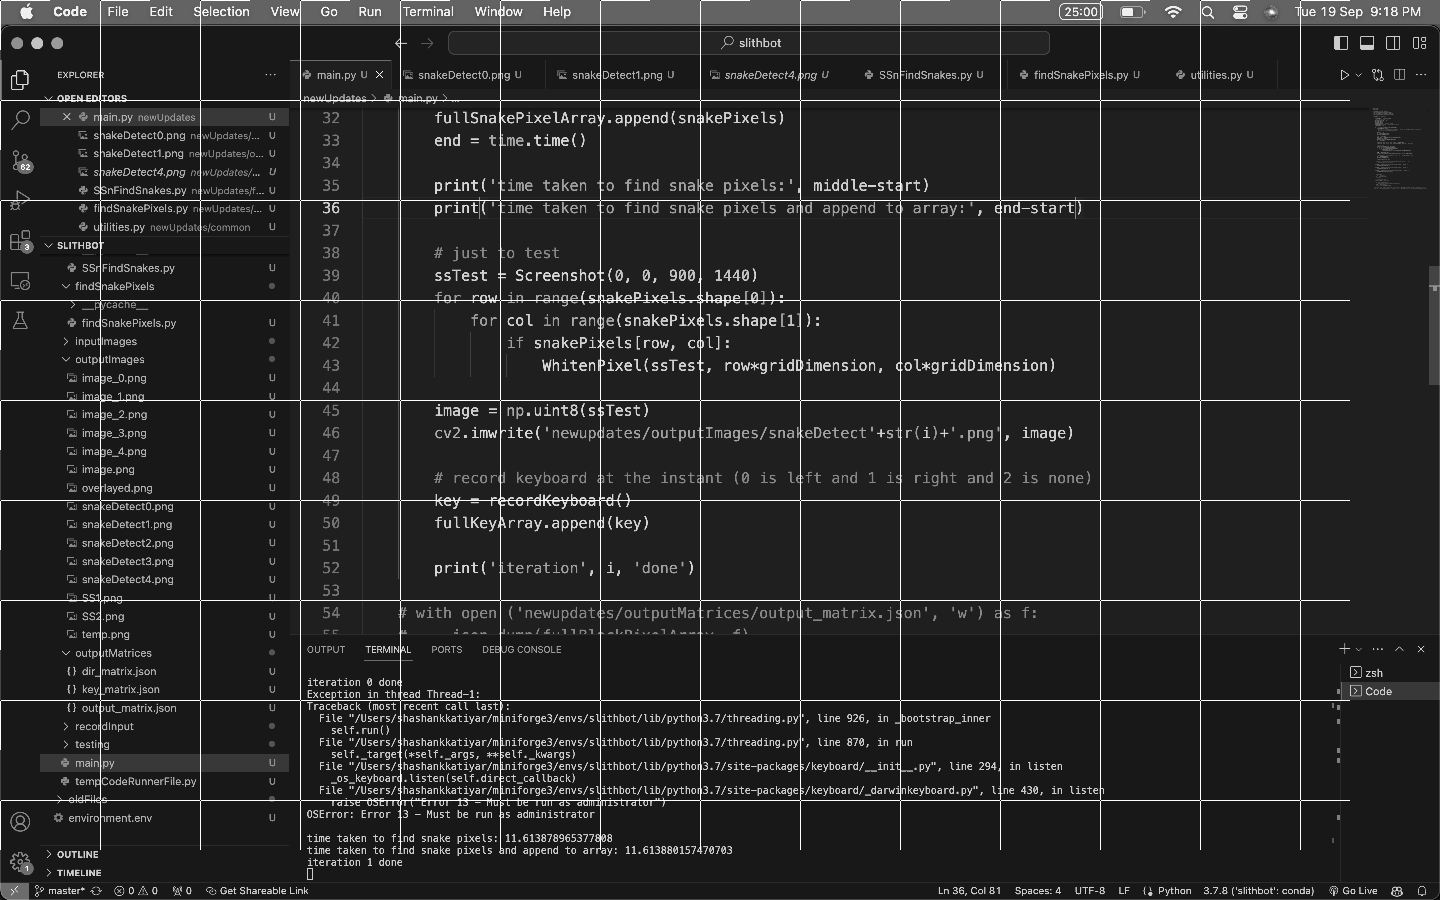 Code File Edit Selection View Go Run Terminal Window Help 25:00 Tue 19 Sep 9:18 PM
slithbot
EXPLORER
main.py U
snakeDetect0.png U
snakeDetect1.png U
snakeDetect4.png U
SSnFindSnakes.py U
findSnakePixels.py U
utilities.py U
newUpdates > main.py > ...
OPEN EDITORS
main.py newUpdates U
snakeDetect0.png newUpdates/... U
snakeDetect1.png newUpdates/o... U
snakeDetect4.png newUpdates/o... U
SSnFindSnakes.py newUpdates/f... U
findSnakePixels.py newUpdates/... U
utilities.py newUpdates/common U
SLITHBOT
SSnFindSnakes.py U
findSnakePixels
__pycache__
findSnakePixels.py U
inputImages
outputImages
image_0.png U
image_1.png U
image_2.png U
image_3.png U
image_4.png U
image.png U
overlayed.png U
snakeDetect0.png U
snakeDetect1.png U
snakeDetect2.png U
snakeDetect3.png U
snakeDetect4.png U
SS1.png U
SS2.png U
temp.png U
outputMatrices
{} dir_matrix.json U
{} key_matrix.json U
{} output_matrix.json U
recordInput
testing
main.py U
tempCodeRunnerFile.py U
oldFiles
environment.env U
OUTLINE
TIMELINE
62
3
1
32 fullSnakePixelArray.append(snakePixels)
33 end = time.time()
34
35 print('time taken to find snake pixels:', middle-start)
36 print('time taken to find snake pixels and append to array:', end-start)
37
38 # just to test
39 ssTest = Screenshot(0, 0, 900, 1440)
40 for row in range(snakePixels.shape[0]):
41 for col in range(snakePixels.shape[1]):
42 if snakePixels[row, col]:
43 WhitenPixel(ssTest, row*gridDimension, col*gridDimension)
44
45 image = np.uint8(ssTest)
46 cv2.imwrite('newupdates/outputImages/snakeDetect'+str(i)+'.png', image)
47
48 # record keyboard at the instant (0 is left and 1 is right and 2 is none)
49 key = recordKeyboard()
50 fullKeyArray.append(key)
51
52 print('iteration', i, 'done')
53
54 # with open ('newupdates/outputMatrices/output_matrix.json', 'w') as f:
55 # json.dump(fullBlockPixelArray, f)
OUTPUT TERMINAL PORTS DEBUG CONSOLE
iteration 0 done
Exception in thread Thread-1:
Traceback (most recent call last):
File "/Users/shashankkatiyar/miniforge3/envs/slithbot/lib/python3.7/threading.py", line 926, in _bootstrap_inner
self.run()
File "/Users/shashankkatiyar/miniforge3/envs/slithbot/lib/python3.7/threading.py", line 870, in run
self._target(*self._args, **self._kwargs)
File "/Users/shashankkatiyar/miniforge3/envs/slithbot/lib/python3.7/site-packages/keyboard/__init__.py", line 294, in listen
_os_keyboard.listen(self.direct_callback)
File "/Users/shashankkatiyar/miniforge3/envs/slithbot/lib/python3.7/site-packages/keyboard/_darwinkeyboard.py", line 430, in listen
raise OSError("Error 13 - Must be run as administrator")
OSError: Error 13 - Must be run as administrator
time taken to find snake pixels: 11.613878965377808
time taken to find snake pixels and append to array: 11.613880157470703
iteration 1 done
zsh
Code
master* 0 0 0 Get Shareable Link Ln 36, Col 81 Spaces: 4 UTF-8 LF Python 3.7.8 ('slithbot': conda) Go Live